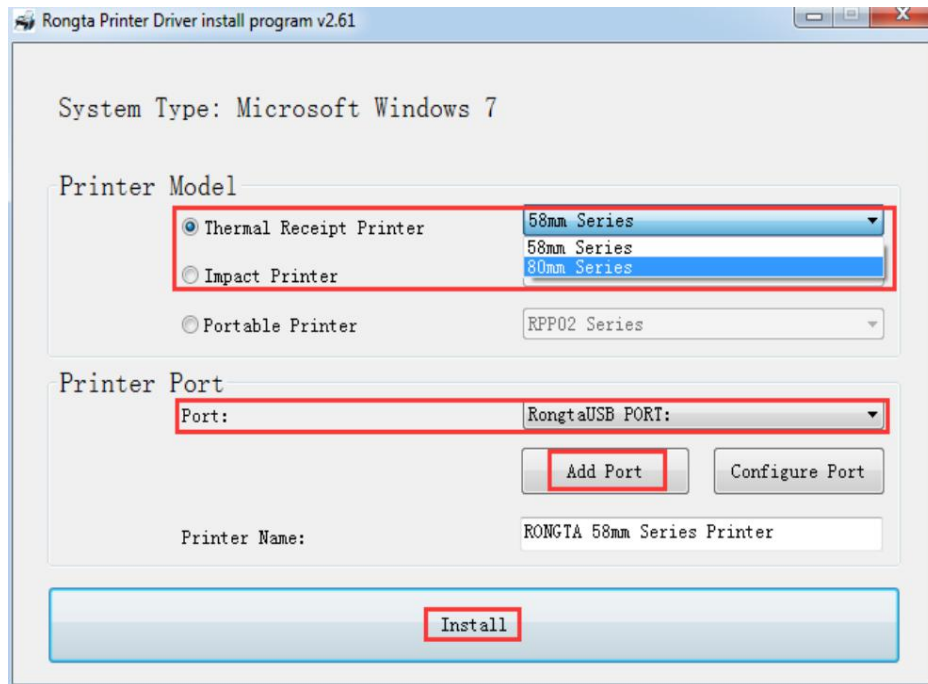 Rongta Printer Driver install program v2.61
System Type: Microsoft Windows 7
Printer Model
Thermal Receipt Printer 58mm Series
58mm Series
80mm Series
Impact Printer
Portable Printer RPP02 Series
Printer Port
Port: RongtaUSB PORT:
Add Port Configure Port
Printer Name: RONGTA 58mm Series Printer
Install